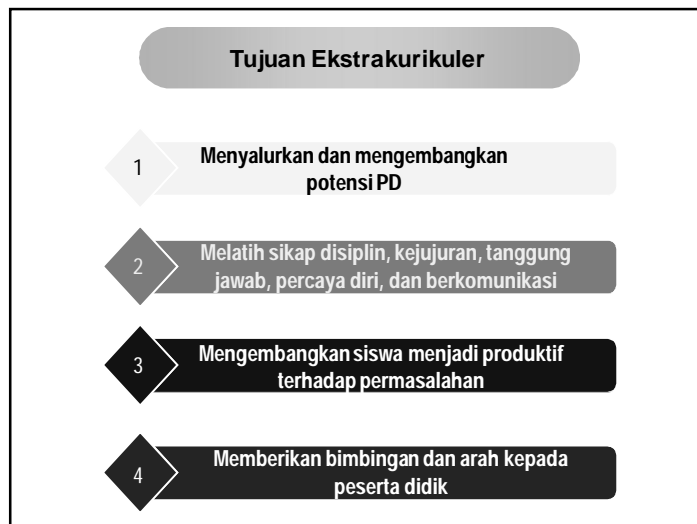 Tujuan Ekstrakurikuler
1
Menyalurkan dan mengembangkan
potensi PD
2
Melatih sikap disiplin, kejujuran, tanggung
jawab, percaya diri, dan berkomunikasi
3
Mengembangkan siswa menjadi produktif
terhadap permasalahan
4
Memberikan bimbingan dan arah kepada
peserta didik